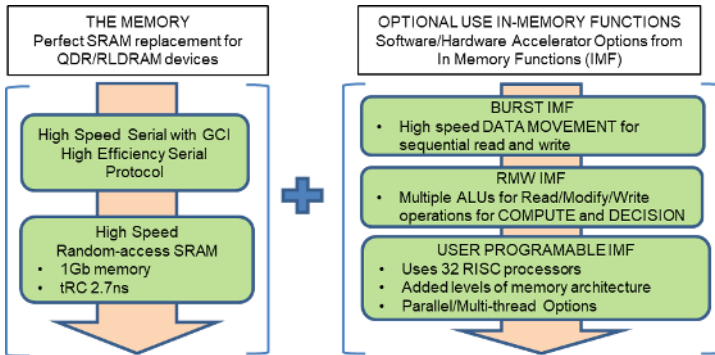 THE MEMORY
Perfect SRAM replacement for
QDR/RLDRAM devices
High Speed Serial with GCI
High Efficiency Serial
Protocol
High Speed
Random-access SRAM
• 1Gb memory
• tRC 2.7ns
OPTIONAL USE IN-MEMORY FUNCTIONS
Software/Hardware Accelerator Options from
In Memory Functions (IMF)
BURST IMF
• High speed DATA MOVEMENT for
sequential read and write
RMW IMF
• Multiple ALUs for Read/Modify/Write
operations for COMPUTE and DECISION
USER PROGRAMABLE IMF
• Uses 32 RISC processors
• Added levels of memory architecture
• Parallel/Multi-thread Options